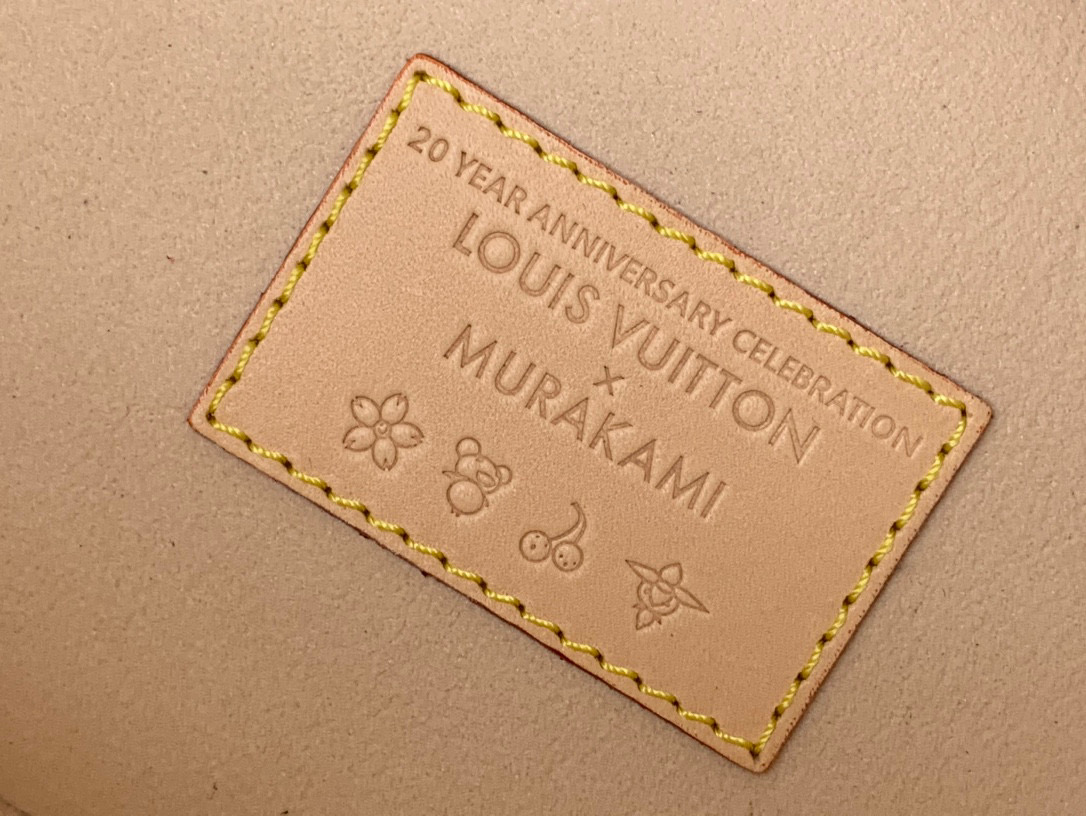 20 YEAR ANNIVERSARY CELEBRATION
LOUIS VUITTON
x
MURAKAMI